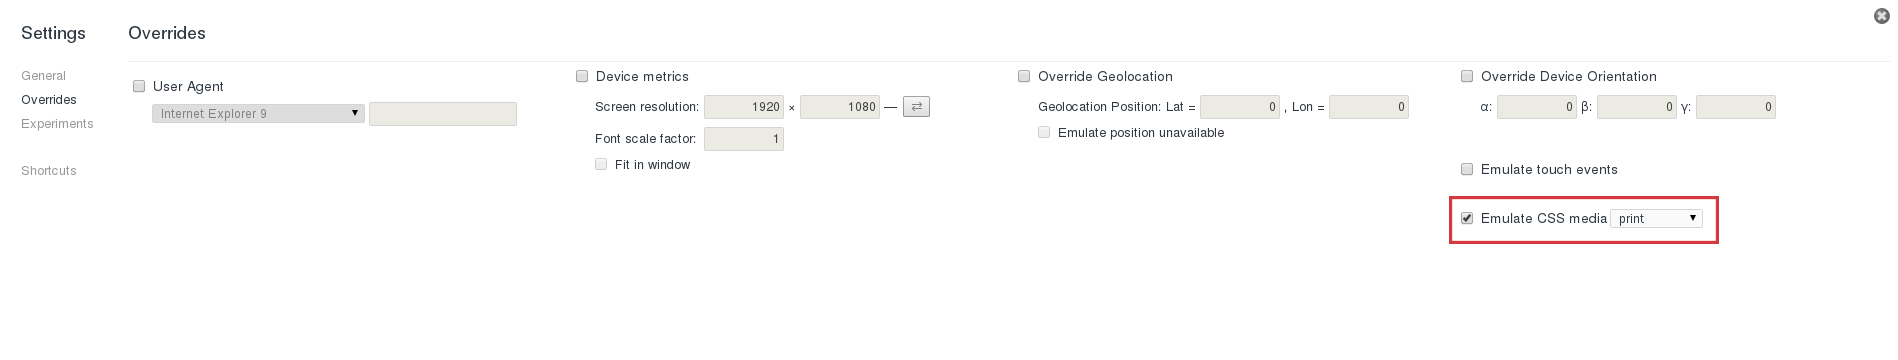 Settings
General
Overrides
Experiments
Shortcuts
Overrides
User Agent
Internet Explorer 9
Device metrics
Screen resolution: 1920 × 1080 — ⇄
Font scale factor: 1
Fit in window
Override Geolocation
Geolocation Position: Lat = 0 , Lon = 0
Emulate position unavailable
Override Device Orientation
α: 0 β: 0 γ: 0
Emulate touch events
Emulate CSS media print